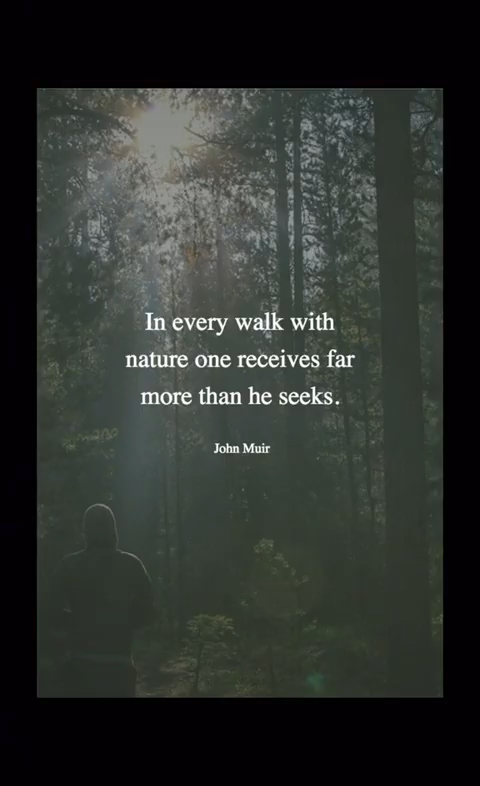 In every walk with
nature one receives far
more than he seeks.
John Muir